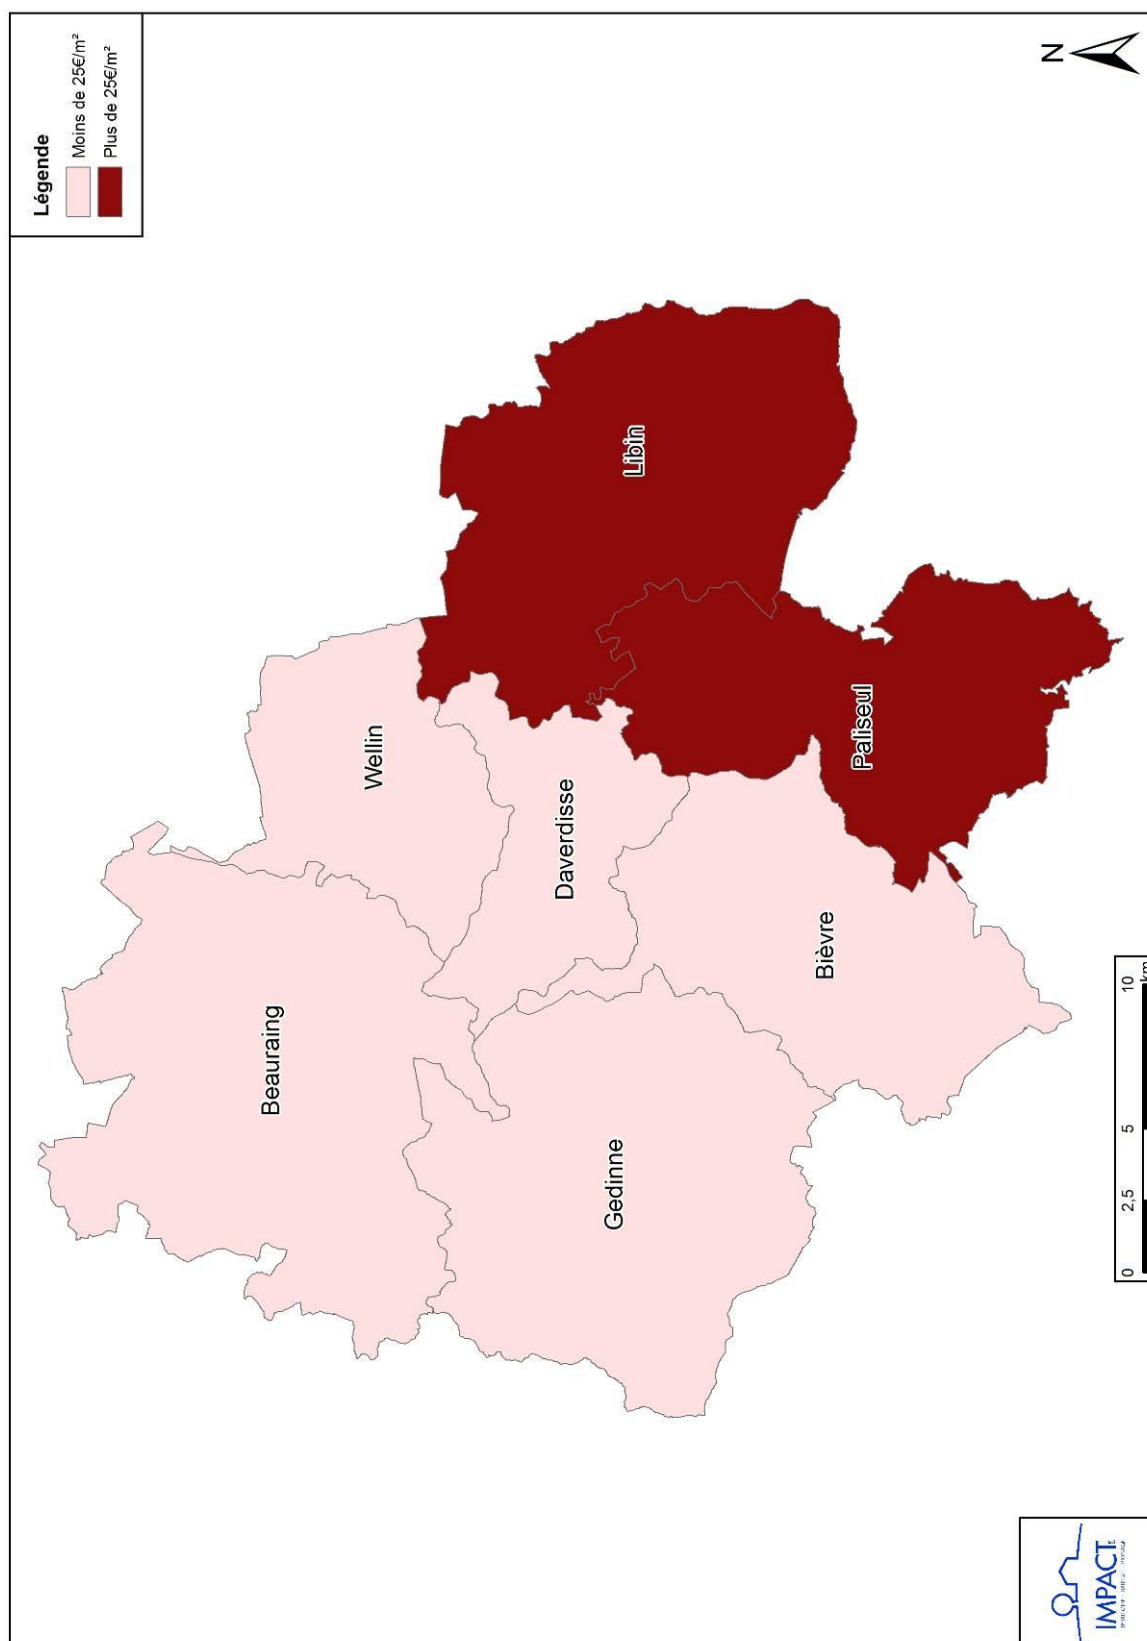 Légende
Moins de 25€/m²
Plus de 25€/m²
N
Beauraing
Wellin
Libin
Daverdisse
Gedinne
Bièvre
Paliseul
0 2,5 5 10
km
IMPACT